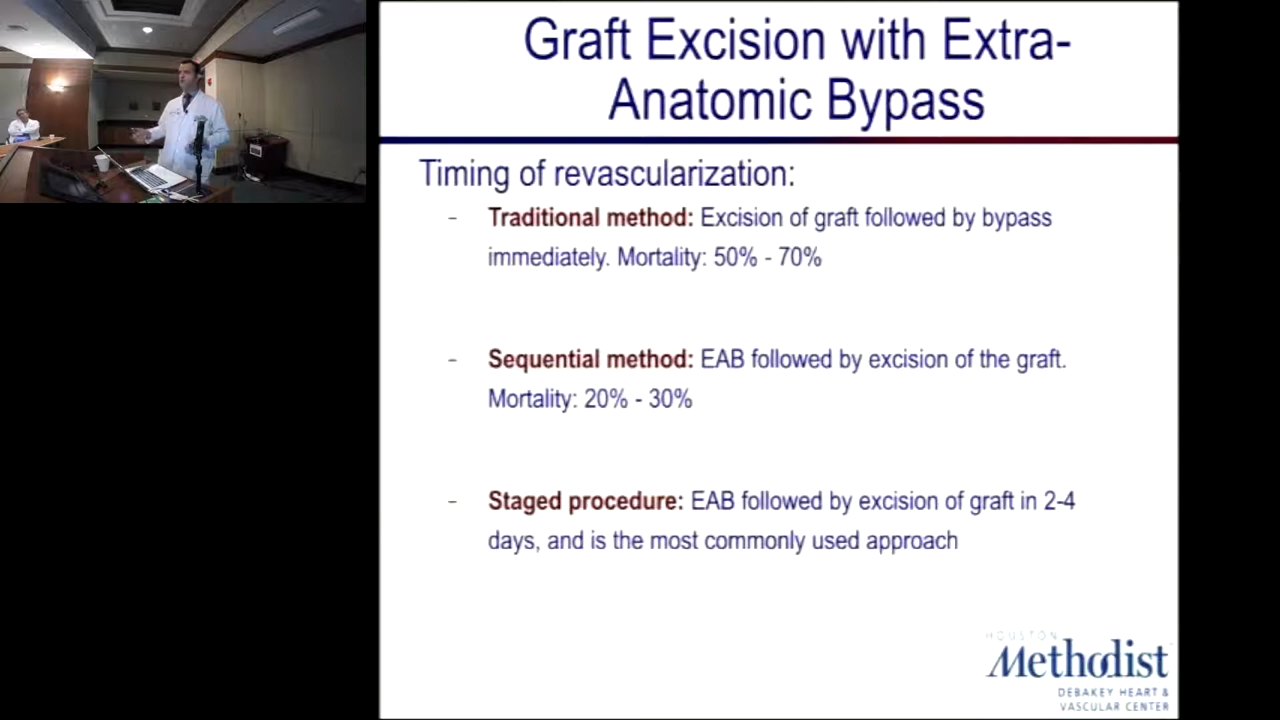 Graft Excision with Extra-
Anatomic Bypass
Timing of revascularization:
- Traditional method: Excision of graft followed by bypass
immediately. Mortality: 50% - 70%
- Sequential method: EAB followed by excision of the graft.
Mortality: 20% - 30%
- Staged procedure: EAB followed by excision of graft in 2-4
days, and is the most commonly used approach
HOUSTON
Methodist
DEBAKEY HEART &
VASCULAR CENTER